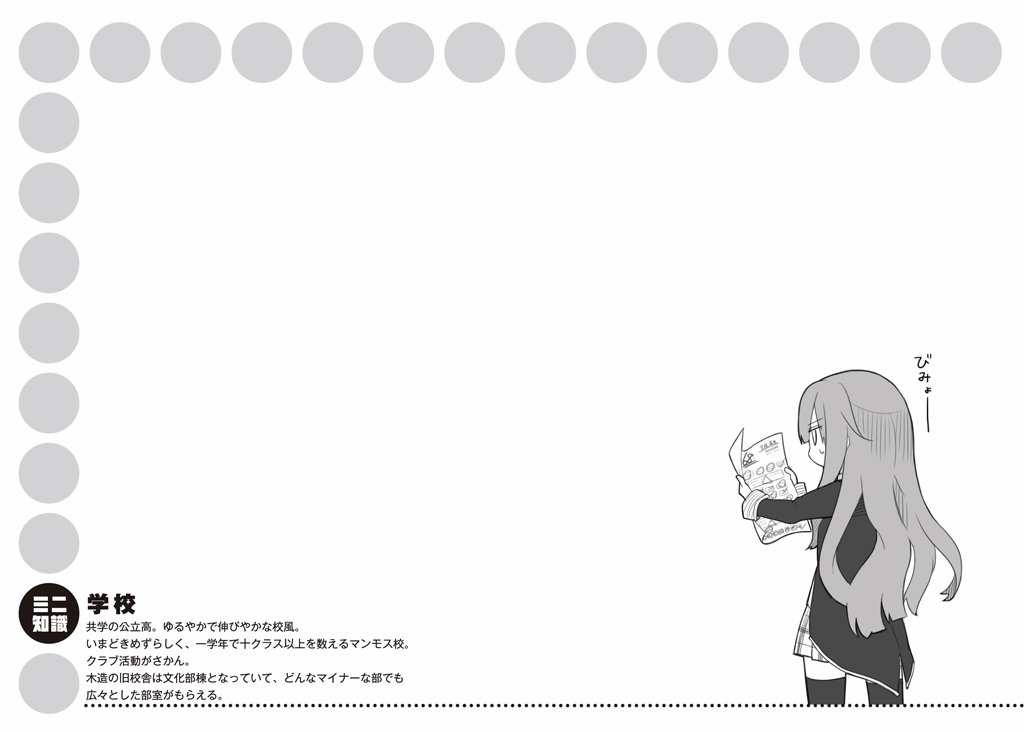 びみょー
ミニ
知識
学校
共学の公立高。ゆるやかで伸びやかな校風。
いまどきめずらしく、一学年で十クラス以上を数えるマンモス校。
クラブ活動がさかん。
木造の旧校舎は文化部棟となっていて、どんなマイナーな部でも
広々とした部室がもらえる。